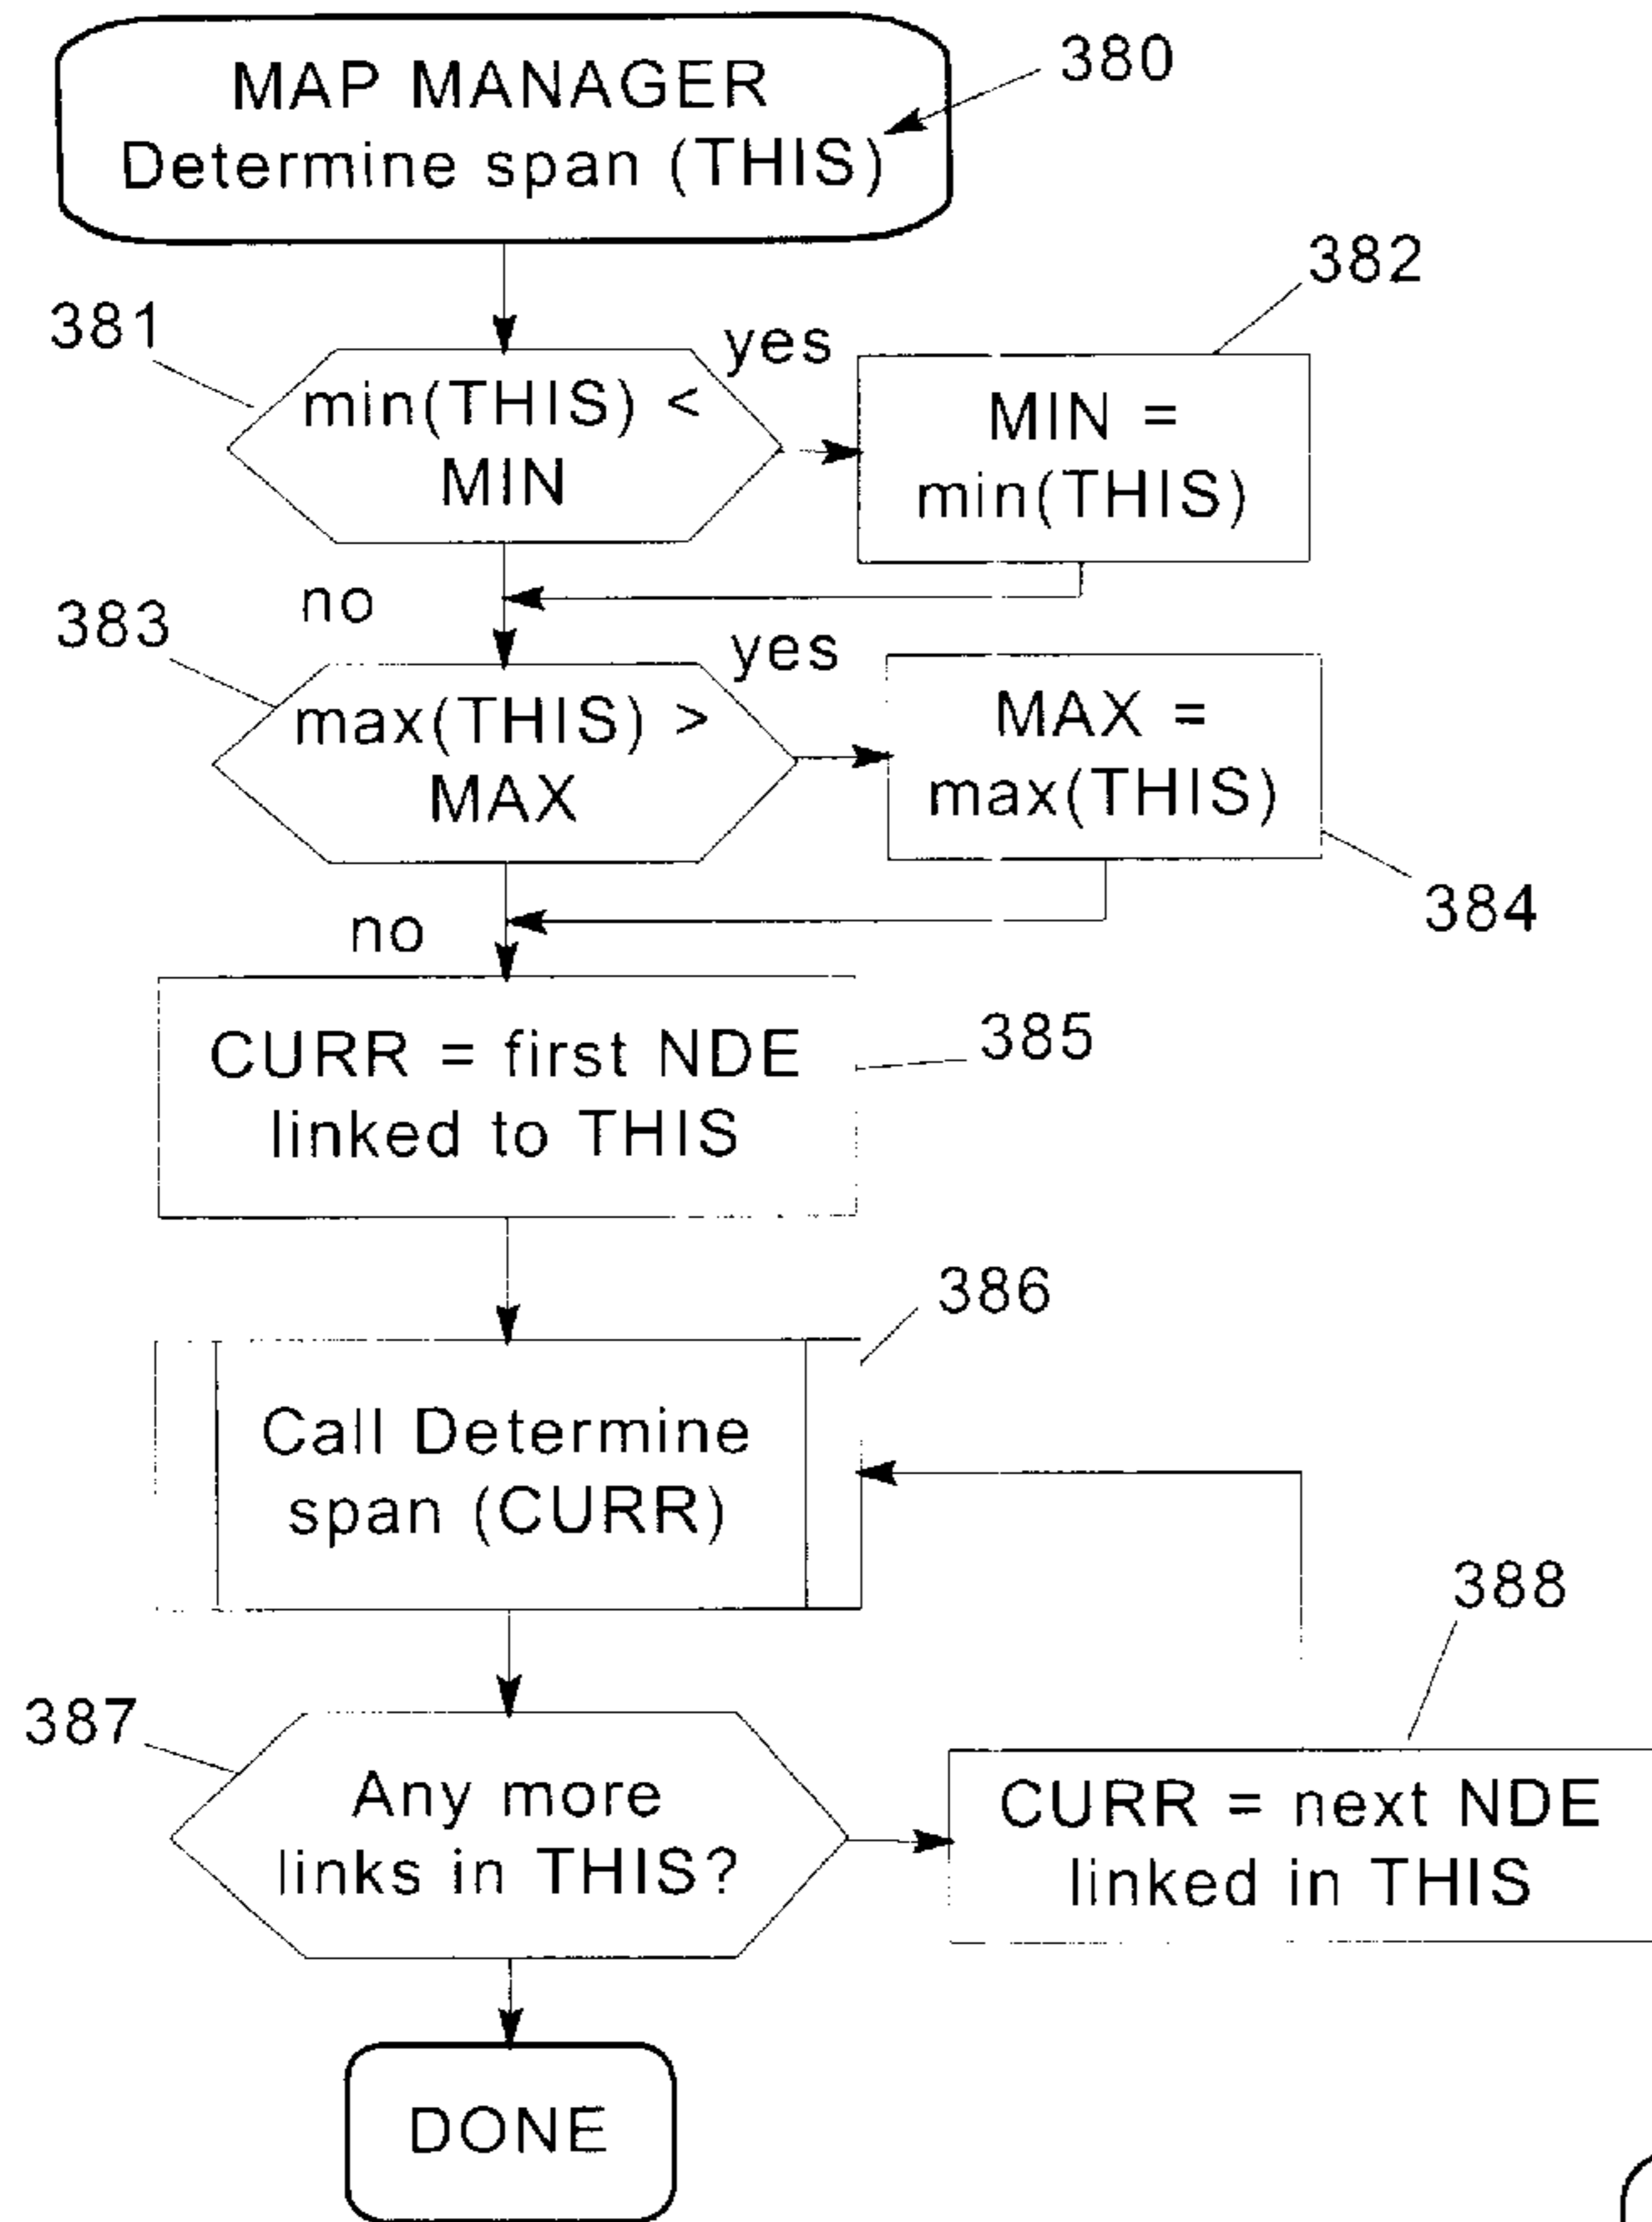 MAP MANAGER
Determine span (THIS)
380
381
min(THIS) <
MIN
yes
382
MIN =
min(THIS)
no
383
max(THIS) >
MAX
yes
MAX =
max(THIS)
384
no
CURR = first NDE
linked to THIS
385
386
Call Determine
span (CURR)
387
Any more
links in THIS?
388
CURR = next NDE
linked in THIS
DONE